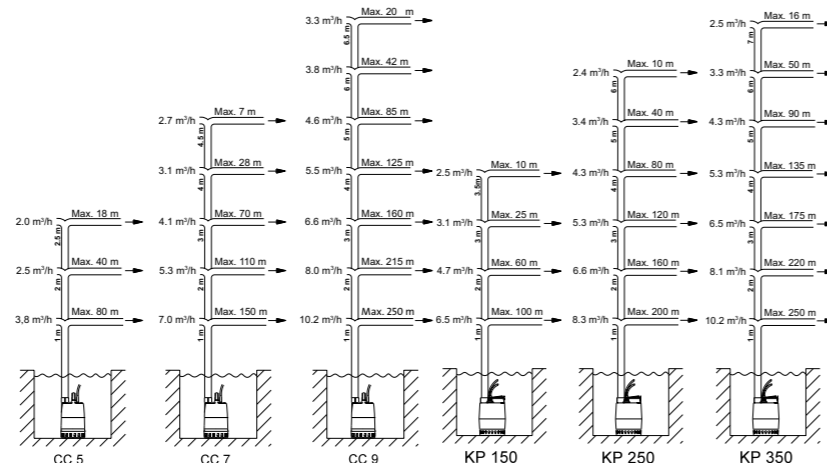 2.0 m³/h Max. 18 m
2.5 m
2.5 m³/h Max. 40 m
2 m
3,8 m³/h Max. 80 m
1 m
CC 5
2.7 m³/h Max. 7 m
4.5 m
3.1 m³/h Max. 28 m
4 m
4.1 m³/h Max. 70 m
3 m
5.3 m³/h Max. 110 m
2 m
7.0 m³/h Max. 150 m
1 m
CC 7
3.3 m³/h Max. 20 m
6.5 m
3.8 m³/h Max. 42 m
6 m
4.6 m³/h Max. 85 m
5 m
5.5 m³/h Max. 125 m
4 m
6.6 m³/h Max. 160 m
3 m
8.0 m³/h Max. 215 m
2 m
10.2 m³/h Max. 250 m
1 m
CC 9
2.5 m³/h Max. 10 m
3.5m
3.1 m³/h Max. 25 m
3 m
4.7 m³/h Max. 60 m
2 m
6.5 m³/h Max. 100 m
1 m
KP 150
2.4 m³/h Max. 10 m
6 m
3.4 m³/h Max. 40 m
5 m
4.3 m³/h Max. 80 m
4 m
5.3 m³/h Max. 120 m
3 m
6.6 m³/h Max. 160 m
2 m
8.3 m³/h Max. 200 m
1 m
KP 250
2.5 m³/h Max. 16 m
7 m
3.3 m³/h Max. 50 m
6 m
4.3 m³/h Max. 90 m
5 m
5.3 m³/h Max. 135 m
4 m
6.5 m³/h Max. 175 m
3 m
8.1 m³/h Max. 220 m
2 m
10.2 m³/h Max. 250 m
1 m
KP 350